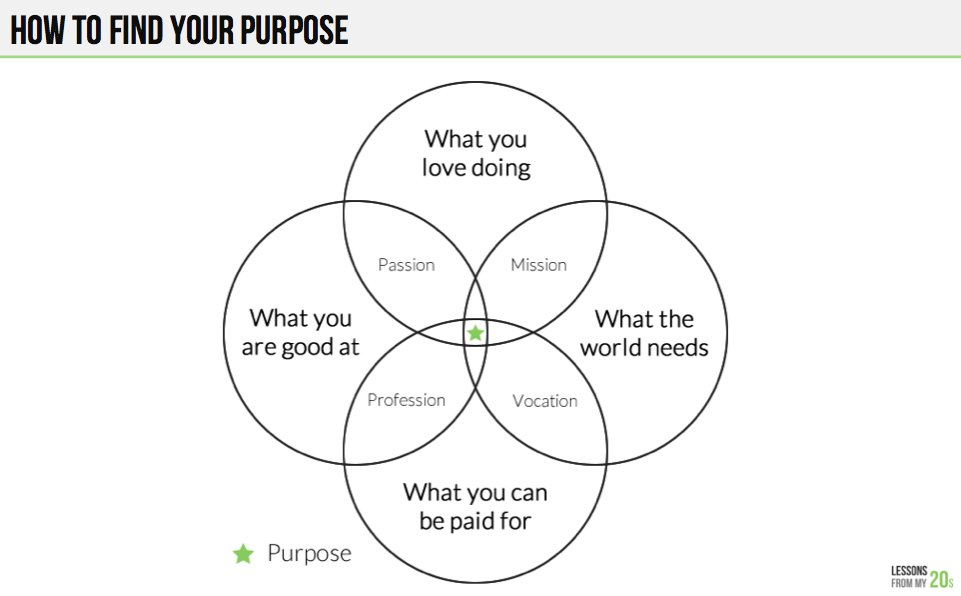 HOW TO FIND YOUR PURPOSE
What you
love doing
Passion
Mission
What you
are good at
What the
world needs
Profession
Vocation
What you can
be paid for
Purpose
LESSONS
FROM MY 20s